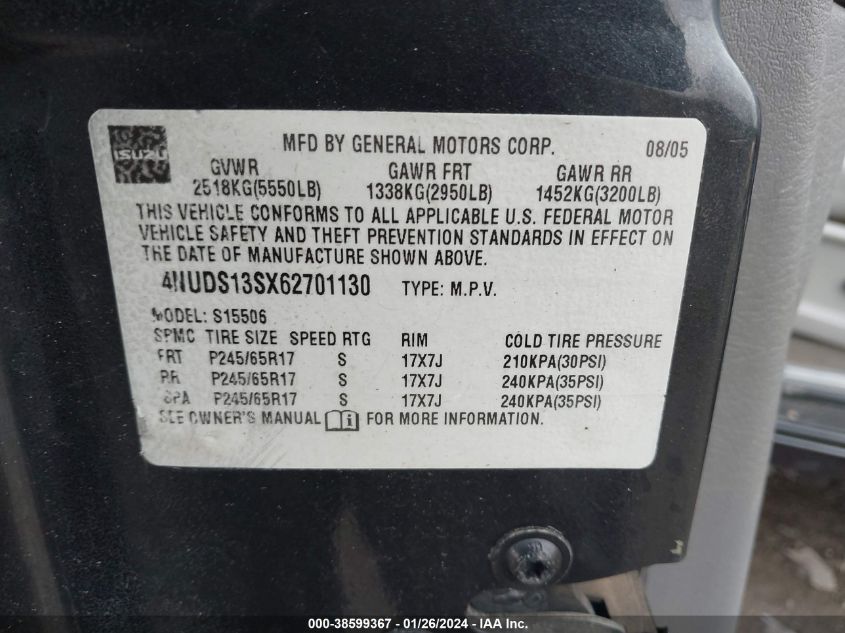 ISUZU
MFD BY GENERAL MOTORS CORP. 08/05
GVWR GAWR FRT GAWR RR
2518KG(5550LB) 1338KG(2950LB) 1452KG(3200LB)
THIS VEHICLE CONFORMS TO ALL APPLICABLE U.S. FEDERAL MOTOR
VEHICLE SAFETY AND THEFT PREVENTION STANDARDS IN EFFECT ON
THE DATE OF MANUFACTURE SHOWN ABOVE.
4NUDS13SX62701130 TYPE: M.P.V.
MODEL: S15506
SPMC TIRE SIZE SPEED RTG RIM COLD TIRE PRESSURE
FRT P245/65R17 S 17X7J 210KPA(30PSI)
RR P245/65R17 S 17X7J 240KPA(35PSI)
SPA P245/65R17 S 17X7J 240KPA(35PSI)
SEE OWNER'S MANUAL FOR MORE INFORMATION.
000-38599367 - 01/26/2024 - IAA Inc.